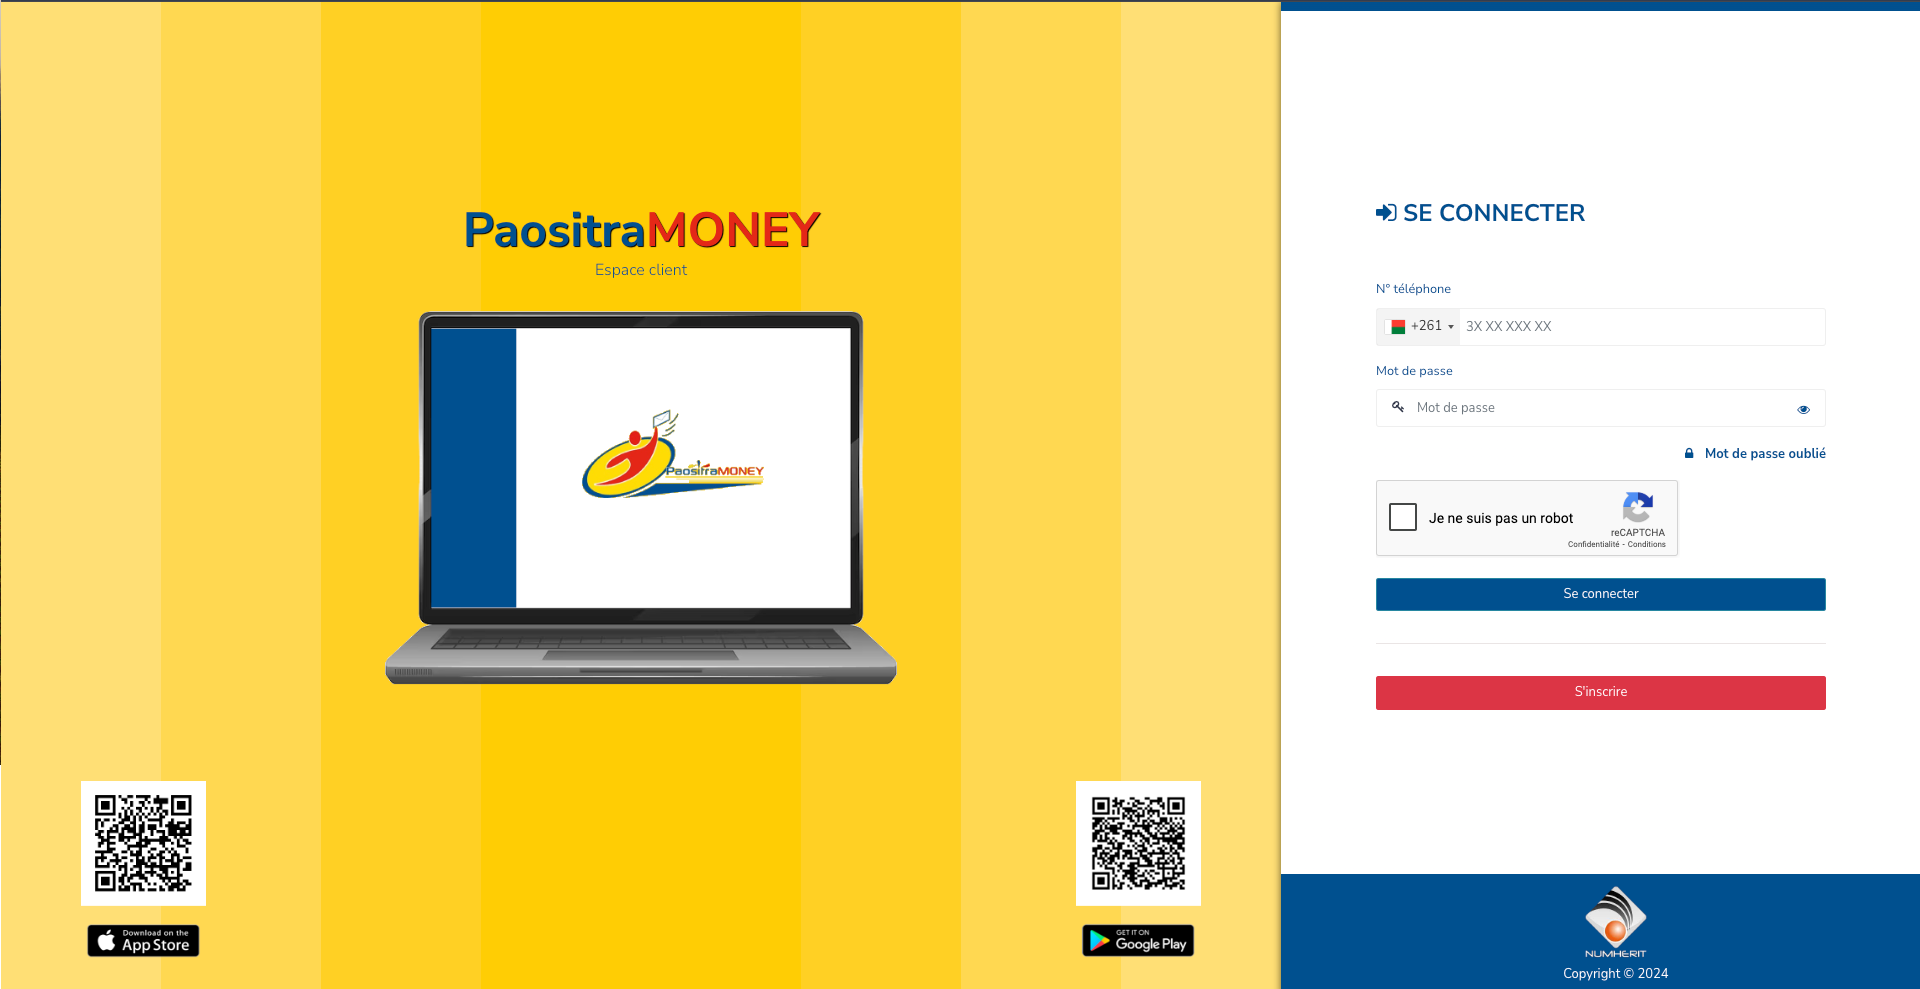 PaositraMONEY
Espace client
PaositraMONEY
Download on the
App Store
GET IT ON
Google Play
SE CONNECTER
N° téléphone
+261 3X XX XXX XX
Mot de passe
Mot de passe
Mot de passe oublié
Je ne suis pas un robot
reCAPTCHA
Confidentialité - Conditions
Se connecter
S'inscrire
NUMHERIT
Copyright © 2024